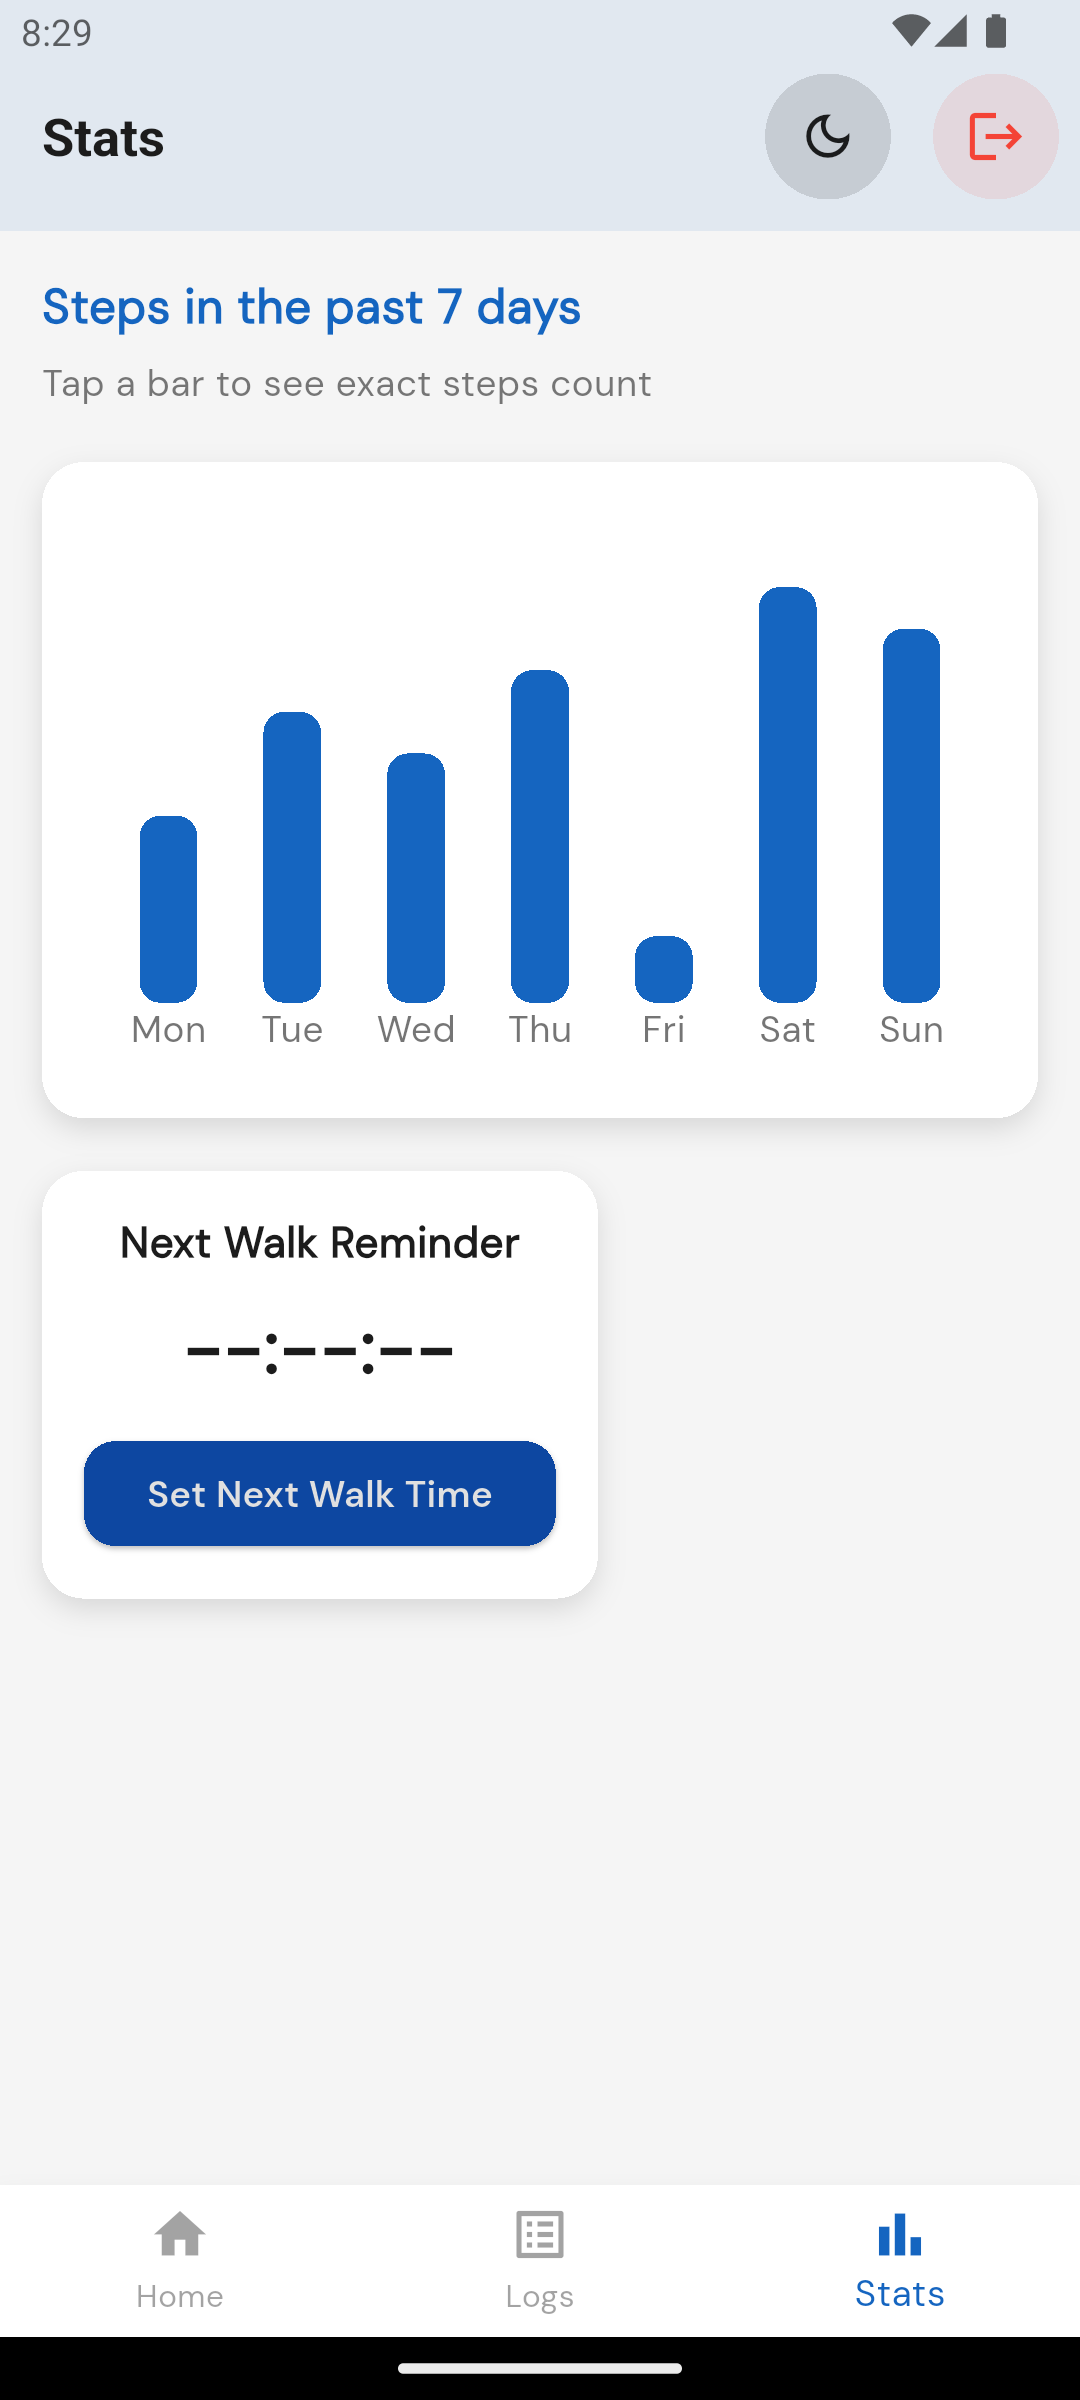 8:29
Stats
Steps in the past 7 days
Tap a bar to see exact steps count
Mon Tue Wed Thu Fri Sat Sun
Next Walk Reminder
--:--:--
Set Next Walk Time
Home Logs Stats